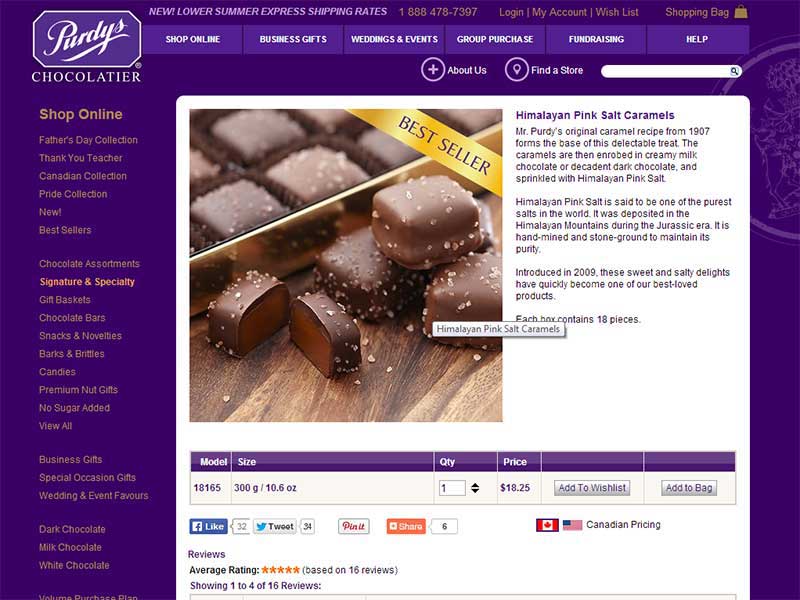 NEW! LOWER SUMMER EXPRESS SHIPPING RATES 1 888 478-7397 Login | My Account | Wish List Shopping Bag
Purdys
CHOCOLATIER
SHOP ONLINE BUSINESS GIFTS WEDDINGS & EVENTS GROUP PURCHASE FUNDRAISING HELP
About Us Find a Store
Shop Online
Father's Day Collection
Thank You Teacher
Canadian Collection
Pride Collection
New!
Best Sellers
Chocolate Assortments
Signature & Specialty
Gift Baskets
Chocolate Bars
Snacks & Novelties
Barks & Brittles
Candies
Premium Nut Gifts
No Sugar Added
View All
Business Gifts
Special Occasion Gifts
Wedding & Event Favours
Dark Chocolate
Milk Chocolate
White Chocolate
Volume Purchase Plan
BEST SELLER
Himalayan Pink Salt Caramels
Himalayan Pink Salt Caramels
Mr. Purdy's original caramel recipe from 1907
forms the base of this delectable treat. The
caramels are then enrobed in creamy milk
chocolate or decadent dark chocolate, and
sprinkled with Himalayan Pink Salt.
Himalayan Pink Salt is said to be one of the purest
salts in the world. It was deposited in the
Himalayan Mountains during the Jurassic era. It is
hand-mined and stone-ground to maintain its
purity.
Introduced in 2009, these sweet and salty delights
have quickly become one of our best-loved
products.
Each box contains 18 pieces.
Model Size Qty Price
18165 300 g / 10.6 oz 1 $18.25 Add To Wishlist Add to Bag
Like 32 Tweet 34 Pin it Share 6 Canadian Pricing
Reviews
Average Rating: (based on 16 reviews)
Showing 1 to 4 of 16 Reviews: